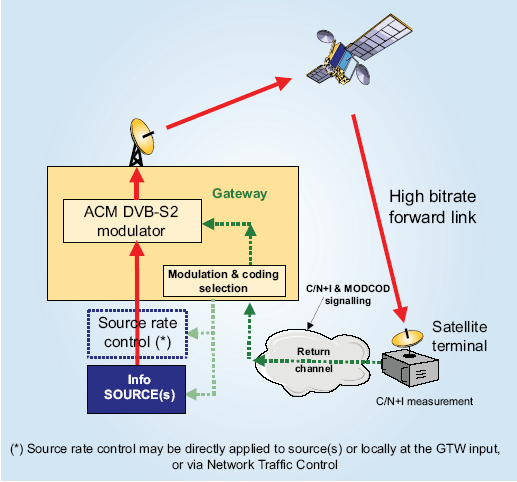 Gateway
ACM DVB-S2
modulator
High bitrate
forward link
Modulation & coding
selection
C/N+I & MODCOD
signalling
Source rate
control (*)
Satellite
terminal
Return
channel
Info
SOURCE(s)
C/N+I measurement
(*) Source rate control may be directly applied to source(s) or locally at the GTW input,
or via Network Traffic Control